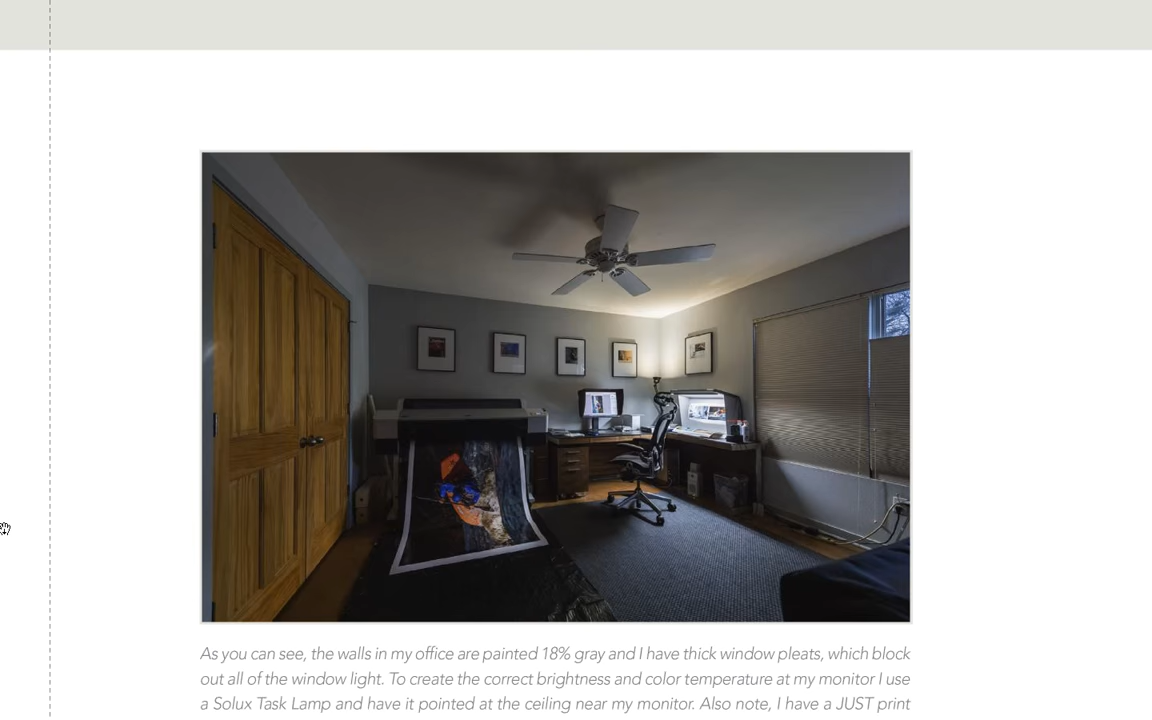 As you can see, the walls in my office are painted 18% gray and I have thick window pleats, which block
out all of the window light. To create the correct brightness and color temperature at my monitor I use
a Solux Task Lamp and have it pointed at the ceiling near my monitor. Also note, I have a JUST print